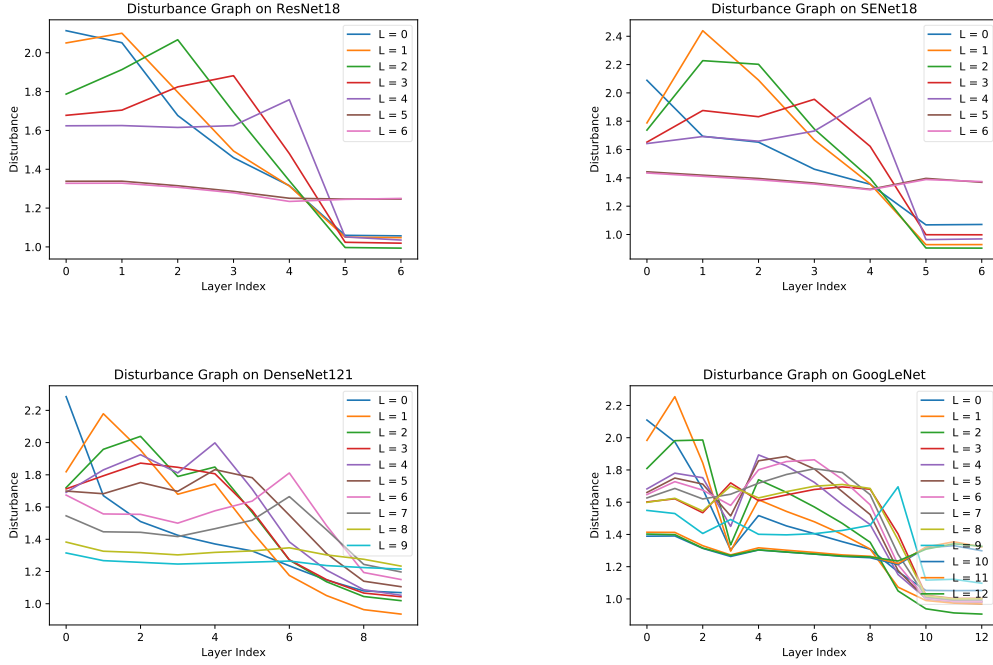 Disturbance Graph on ResNet18
Disturbance
2.0
1.8
1.6
1.4
1.2
1.0
L = 0
L = 1
L = 2
L = 3
L = 4
L = 5
L = 6
0 1 2 3 4 5 6
Layer Index
Disturbance Graph on SENet18
Disturbance
2.4
2.2
2.0
1.8
1.6
1.4
1.2
1.0
L = 0
L = 1
L = 2
L = 3
L = 4
L = 5
L = 6
0 1 2 3 4 5 6
Layer Index
Disturbance Graph on DenseNet121
Disturbance
2.2
2.0
1.8
1.6
1.4
1.2
1.0
L = 0
L = 1
L = 2
L = 3
L = 4
L = 5
L = 6
L = 7
L = 8
L = 9
0 2 4 6 8
Layer Index
Disturbance Graph on GoogLeNet
Disturbance
2.2
2.0
1.8
1.6
1.4
1.2
1.0
L = 0
L = 1
L = 2
L = 3
L = 4
L = 5
L = 6
L = 7
L = 8
L = 9
L = 10
L = 11
L = 12
0 2 4 6 8 10 12
Layer Index